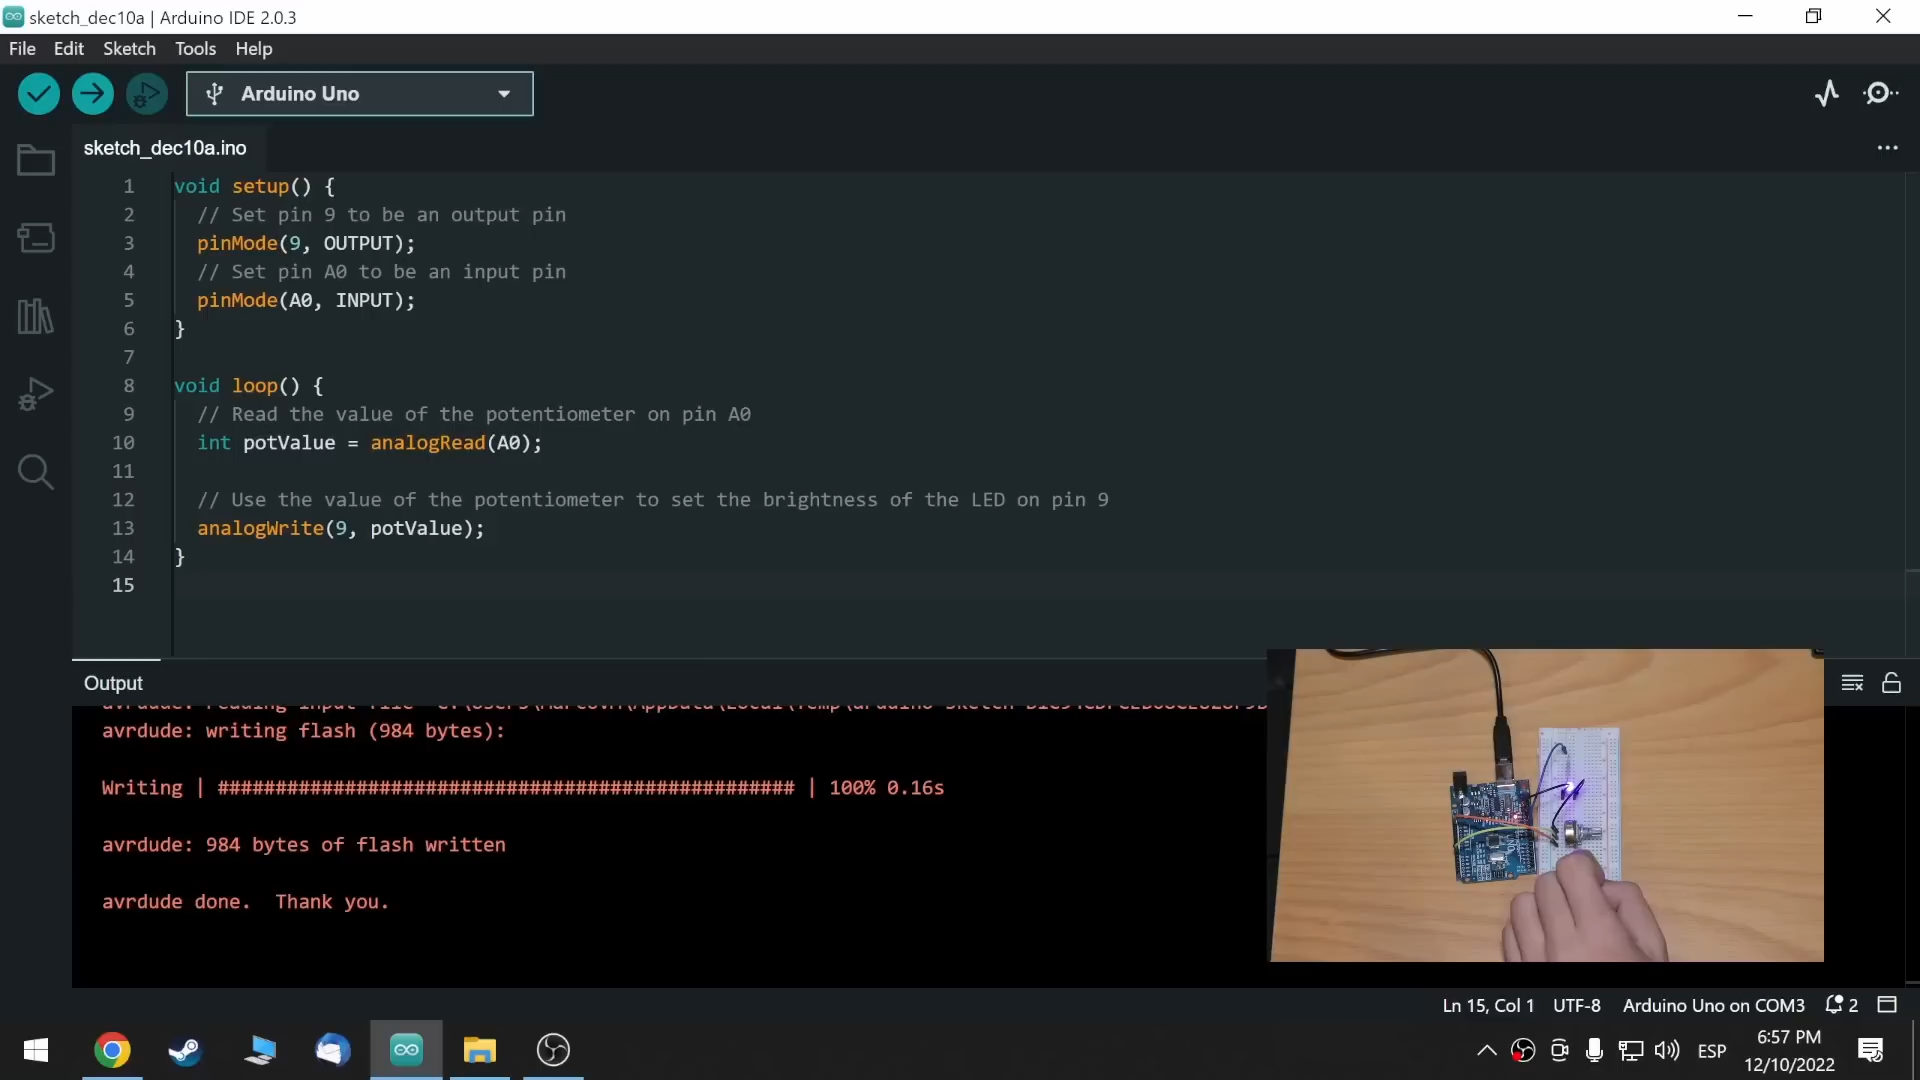 sketch_dec10a | Arduino IDE 2.0.3
File Edit Sketch Tools Help
Arduino Uno
sketch_dec10a.ino
1 void setup() {
2 // Set pin 9 to be an output pin
3 pinMode(9, OUTPUT);
4 // Set pin A0 to be an input pin
5 pinMode(A0, INPUT);
6 }
7
8 void loop() {
9 // Read the value of the potentiometer on pin A0
10 int potValue = analogRead(A0);
11
12 // Use the value of the potentiometer to set the brightness of the LED on pin 9
13 analogWrite(9, potValue);
14 }
15
Output
avrdude: reading input file
avrdude: writing flash (984 bytes):
Writing | ################################################## | 100% 0.16s
avrdude: 984 bytes of flash written
avrdude done.  Thank you.
Ln 15, Col 1 UTF-8 Arduino Uno on COM3 2
ESP
6:57 PM
12/10/2022